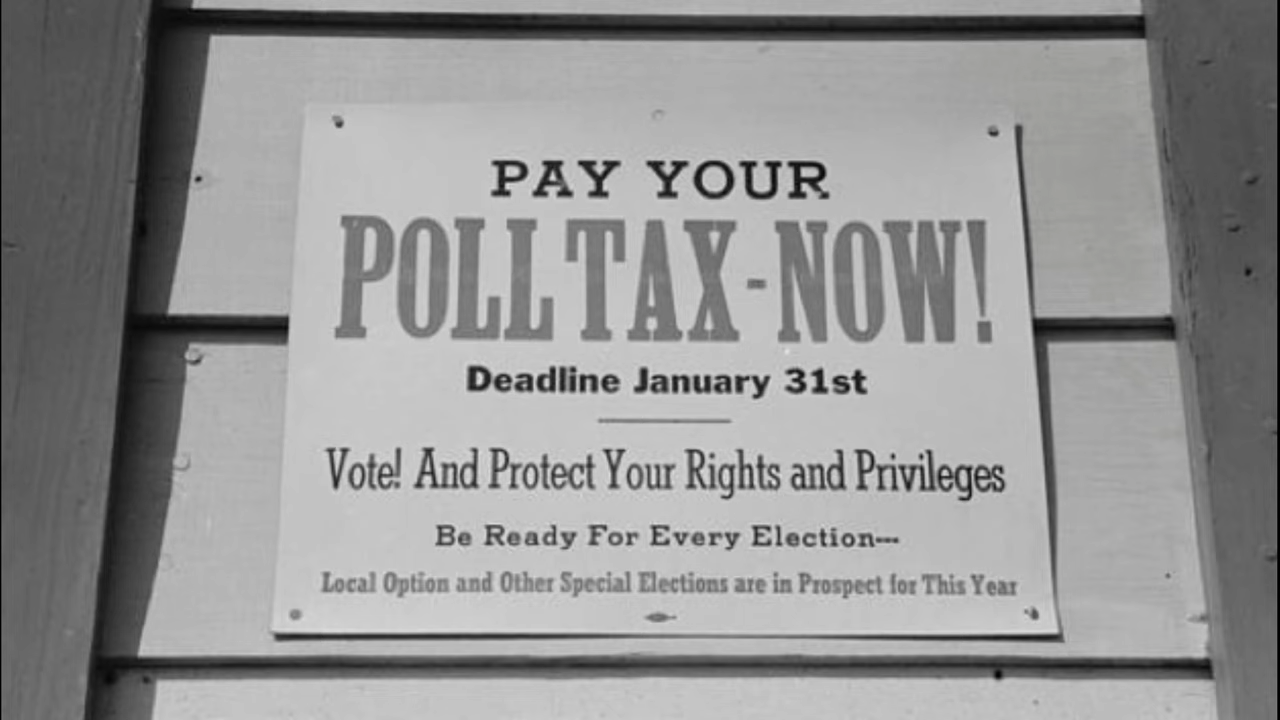 PAY YOUR
POLL TAX-NOW!
Deadline January 31st
Vote! And Protect Your Rights and Privileges
Be Ready For Every Election---
Local Option and Other Special Elections are in Prospect for This Year